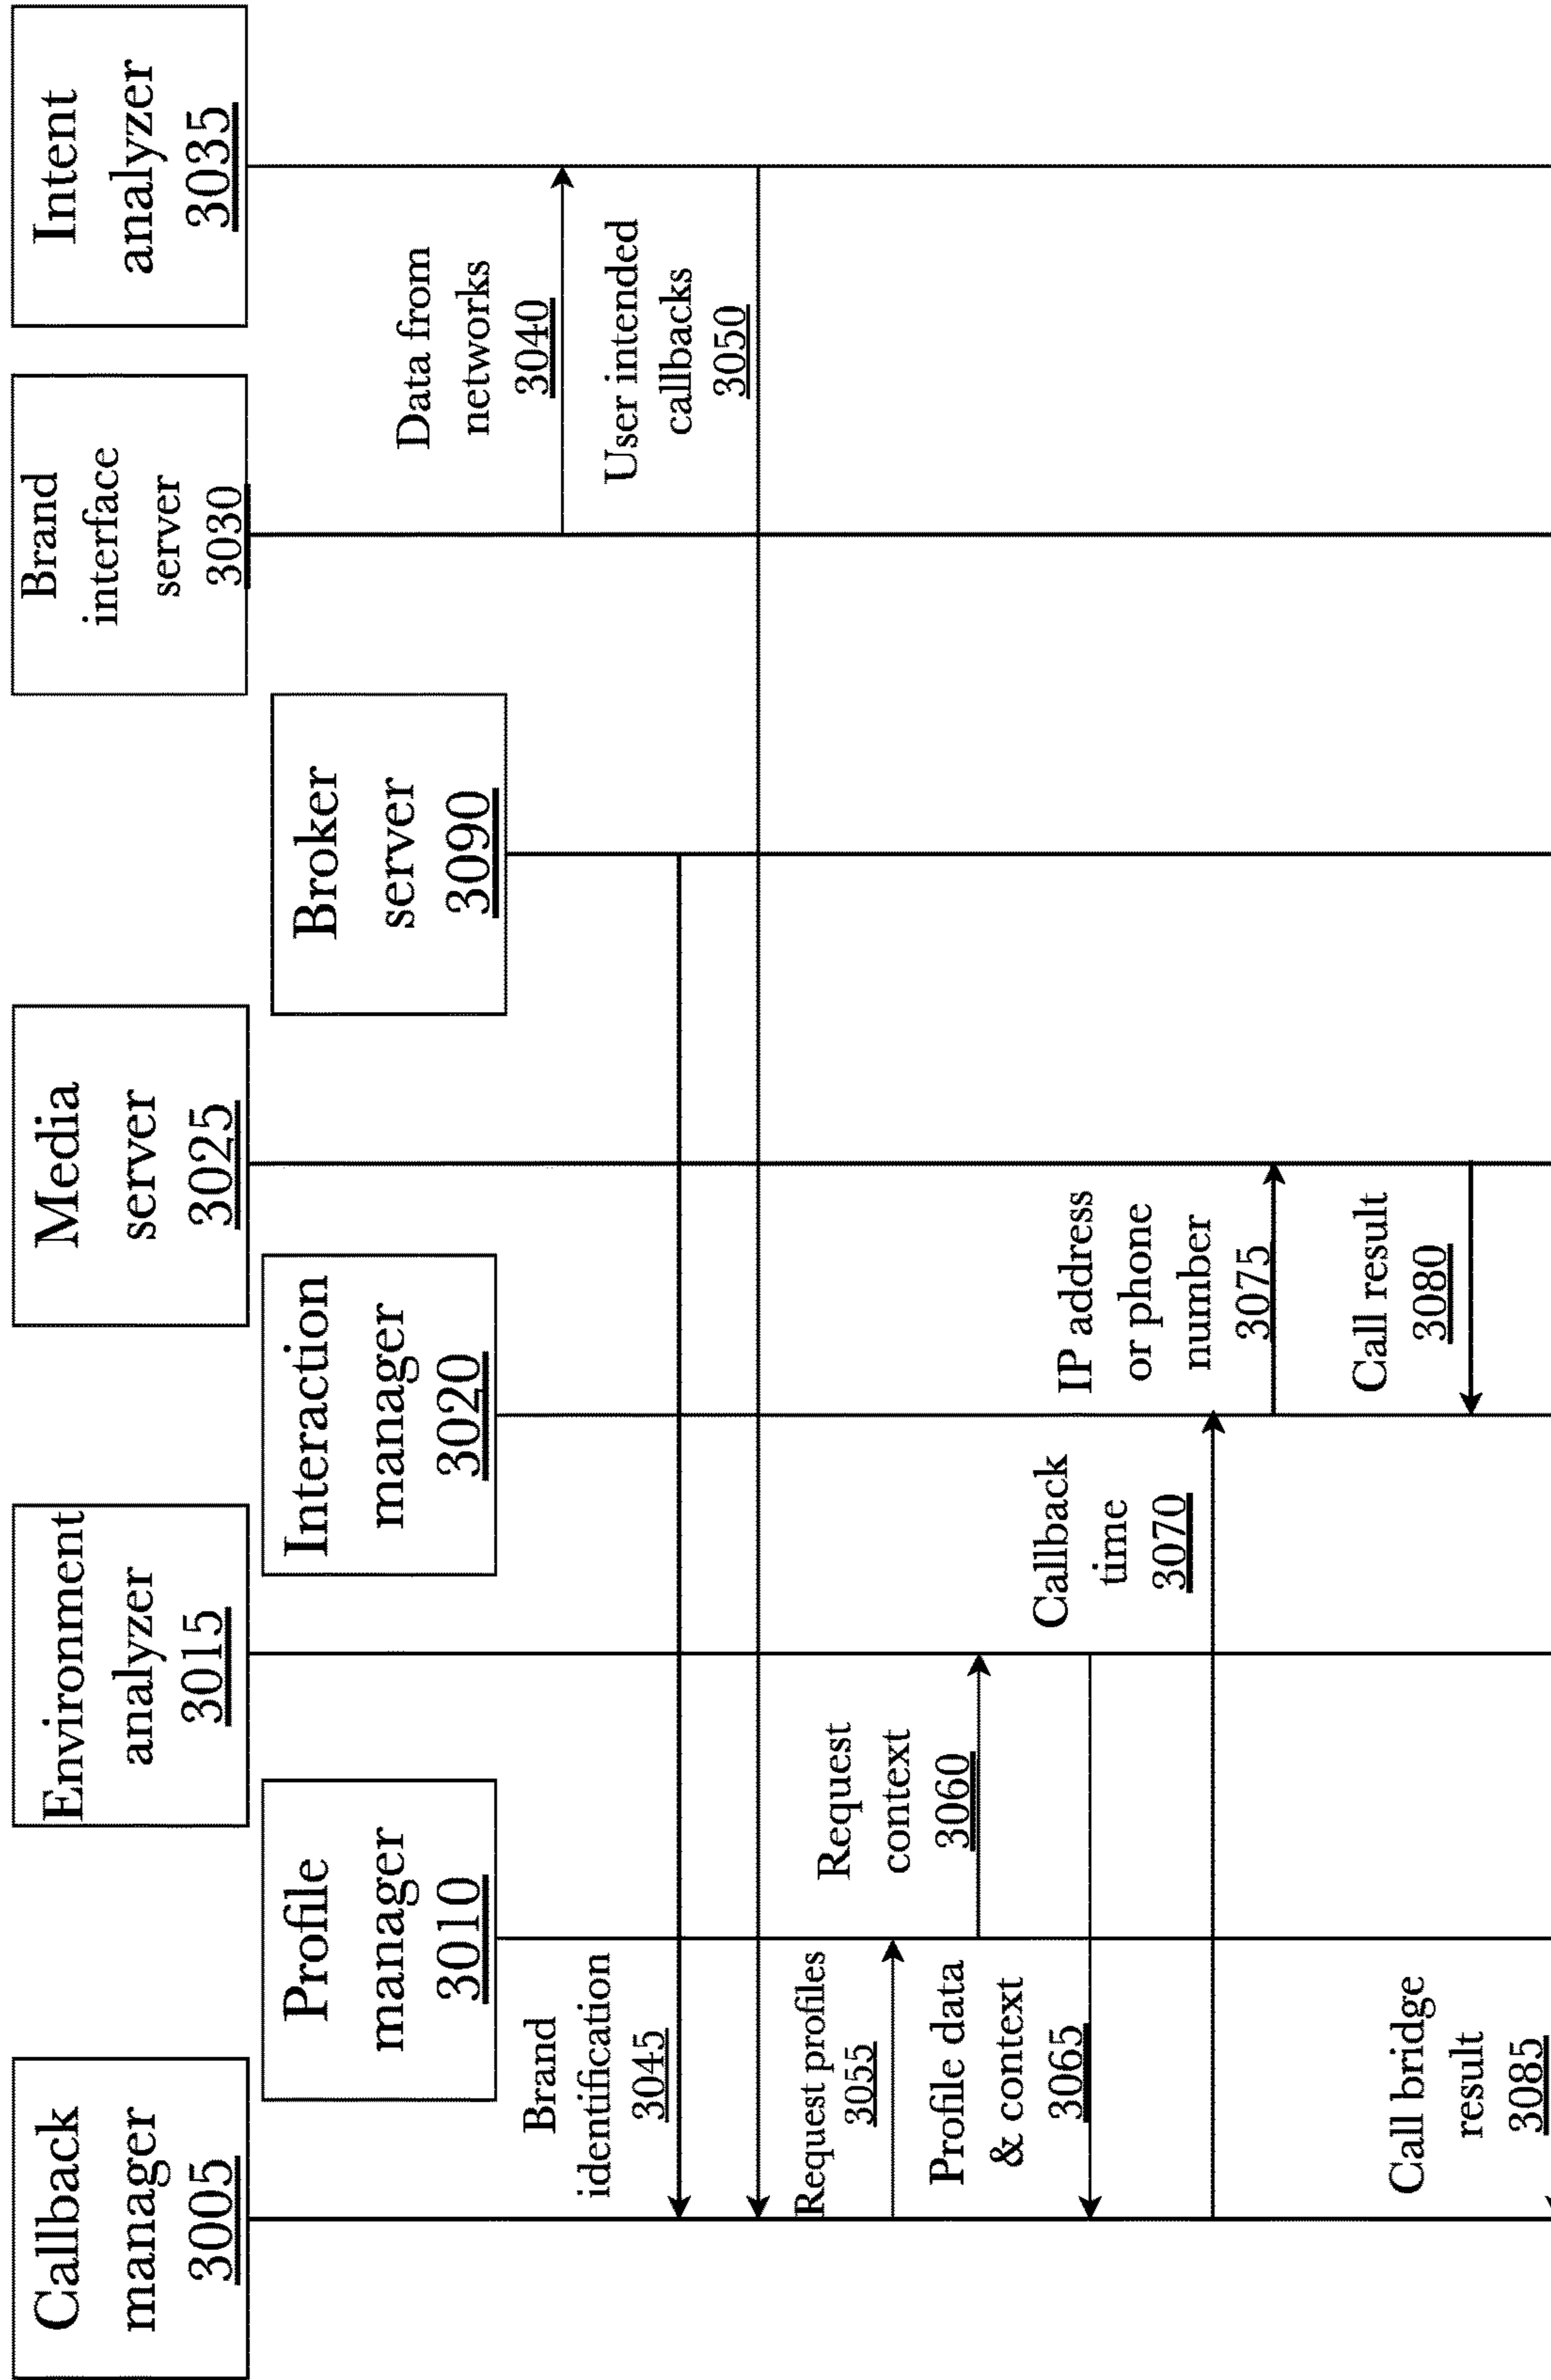 Callback
manager
3005
Profile
manager
3010
Environment
analyzer
3015
Interaction
manager
3020
Media
server
3025
Broker
server
3090
Brand
interface
server
3030
Intent
analyzer
3035
Data from
networks
3040
Brand
identification
3045
User intended
callbacks
3050
Request profiles
3055
Request
context
3060
Profile data
& context
3065
Callback
time
3070
IP address
or phone
number
3075
Call result
3080
Call bridge
result
3085